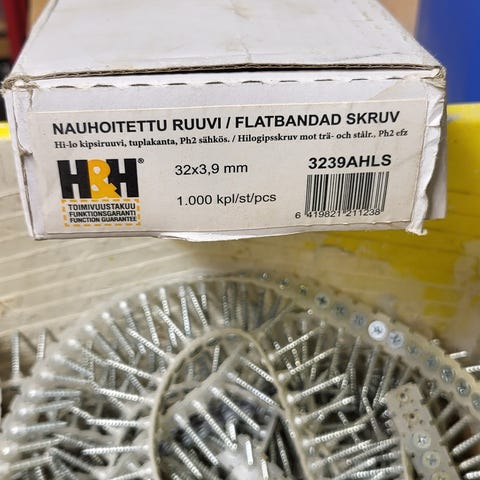 NAUHOITETTU RUUVI / FLATBANDAD SKRUV
Hi-lo kipsiruuvi, tuplakanta, Ph2 sähkös. / Hilogipsskruv mot trä- och stålr., Ph2 efz
H&H®
TOIMIVUUSTAKUU
FUNKTIONSGARANTI
FUNCTION GUARANTEE
32x3,9 mm
1.000 kpl/st/pcs
3239AHLS
6 419821 211238